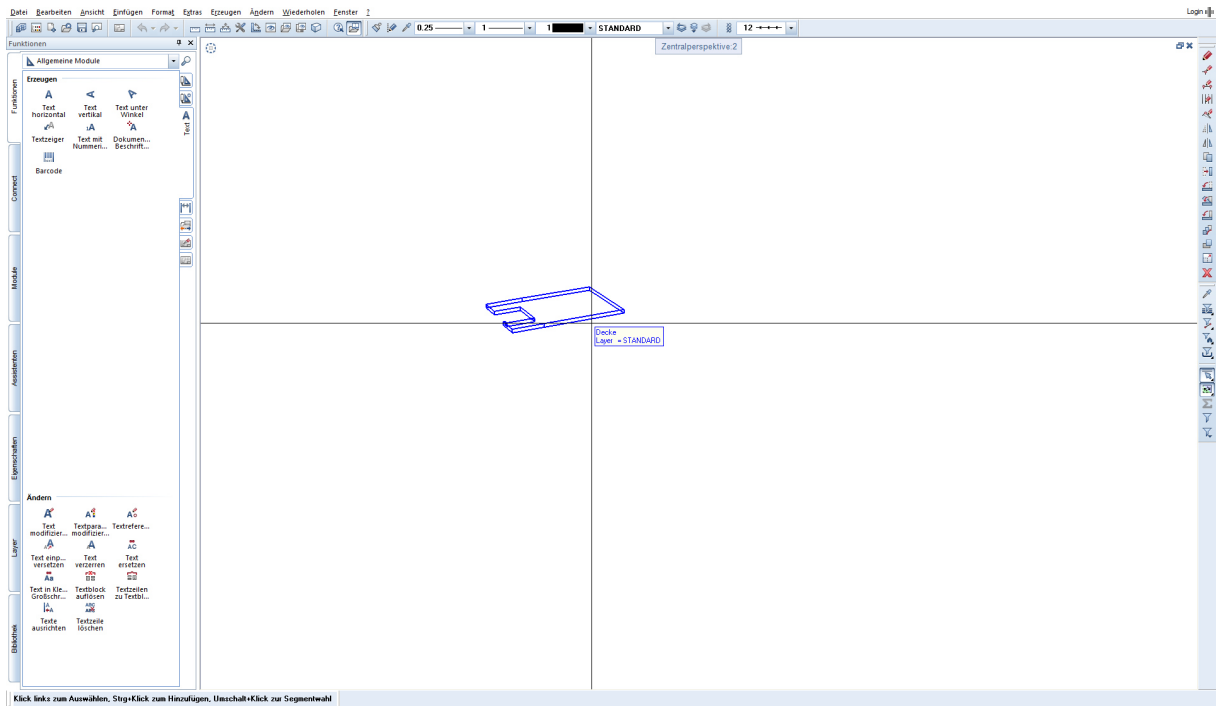 Datei Bearbeiten Ansicht Einfügen Format Extras Erzeugen Ändern Wiederholen Fenster ?
Login
0.25 1 1 STANDARD 12
Funktionen
Zentralperspektive:2
Allgemeine Module
Erzeugen
Text horizontal
Text vertikal
Text unter Winkel
Textzeiger
Text mit Nummeri...
Dokumen... Beschrift...
Barcode
Text
Funktionen
Connect
Module
Assistenten
Eigenschaften
Layer
Bibliothek
Decke
Layer = STANDARD
Ändern
Text modifizier...
Textpara... modifizier...
Textrefere...
Text einp... versetzen
Text verzerren
Text ersetzen
Text in Kle... Großschr...
Textblock auflösen
Textzeilen zu Textbl...
Texte ausrichten
Textzeile löschen
Klick links zum Auswählen, Strg+Klick zum Hinzufügen, Umschalt+Klick zur Segmentwahl